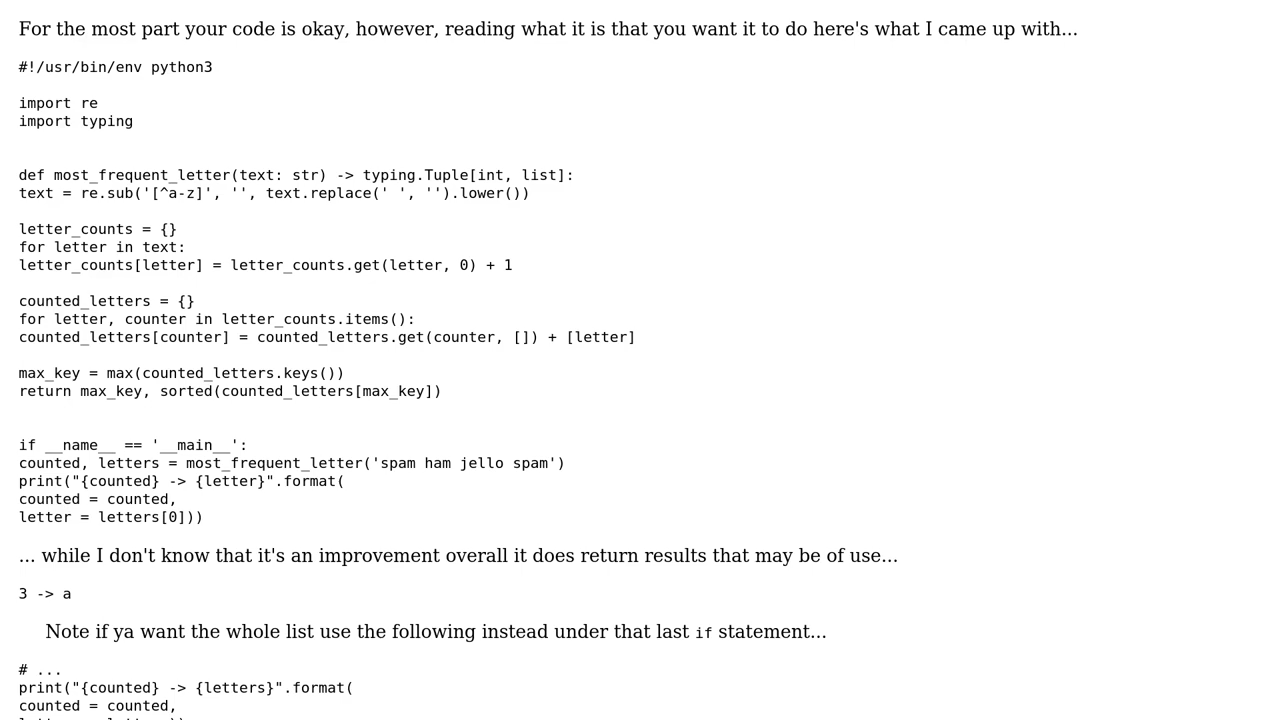 For the most part your code is okay, however, reading what it is that you want it to do here's what I came up with...
#!/usr/bin/env python3
import re
import typing
def most_frequent_letter(text: str) -> typing.Tuple[int, list]:
text = re.sub('[^a-z]', '', text.replace(' ', '').lower())
letter_counts = {}
for letter in text:
letter_counts[letter] = letter_counts.get(letter, 0) + 1
counted_letters = {}
for letter, counter in letter_counts.items():
counted_letters[counter] = counted_letters.get(counter, []) + [letter]
max_key = max(counted_letters.keys())
return max_key, sorted(counted_letters[max_key])
if __name__ == '__main__':
counted, letters = most_frequent_letter('spam ham jello spam')
print("{counted} -> {letter}".format(
counted = counted,
letter = letters[0]))
... while I don't know that it's an improvement overall it does return results that may be of use...
3 -> a
Note if ya want the whole list use the following instead under that last if statement...
# ...
print("{counted} -> {letters}".format(
counted = counted,